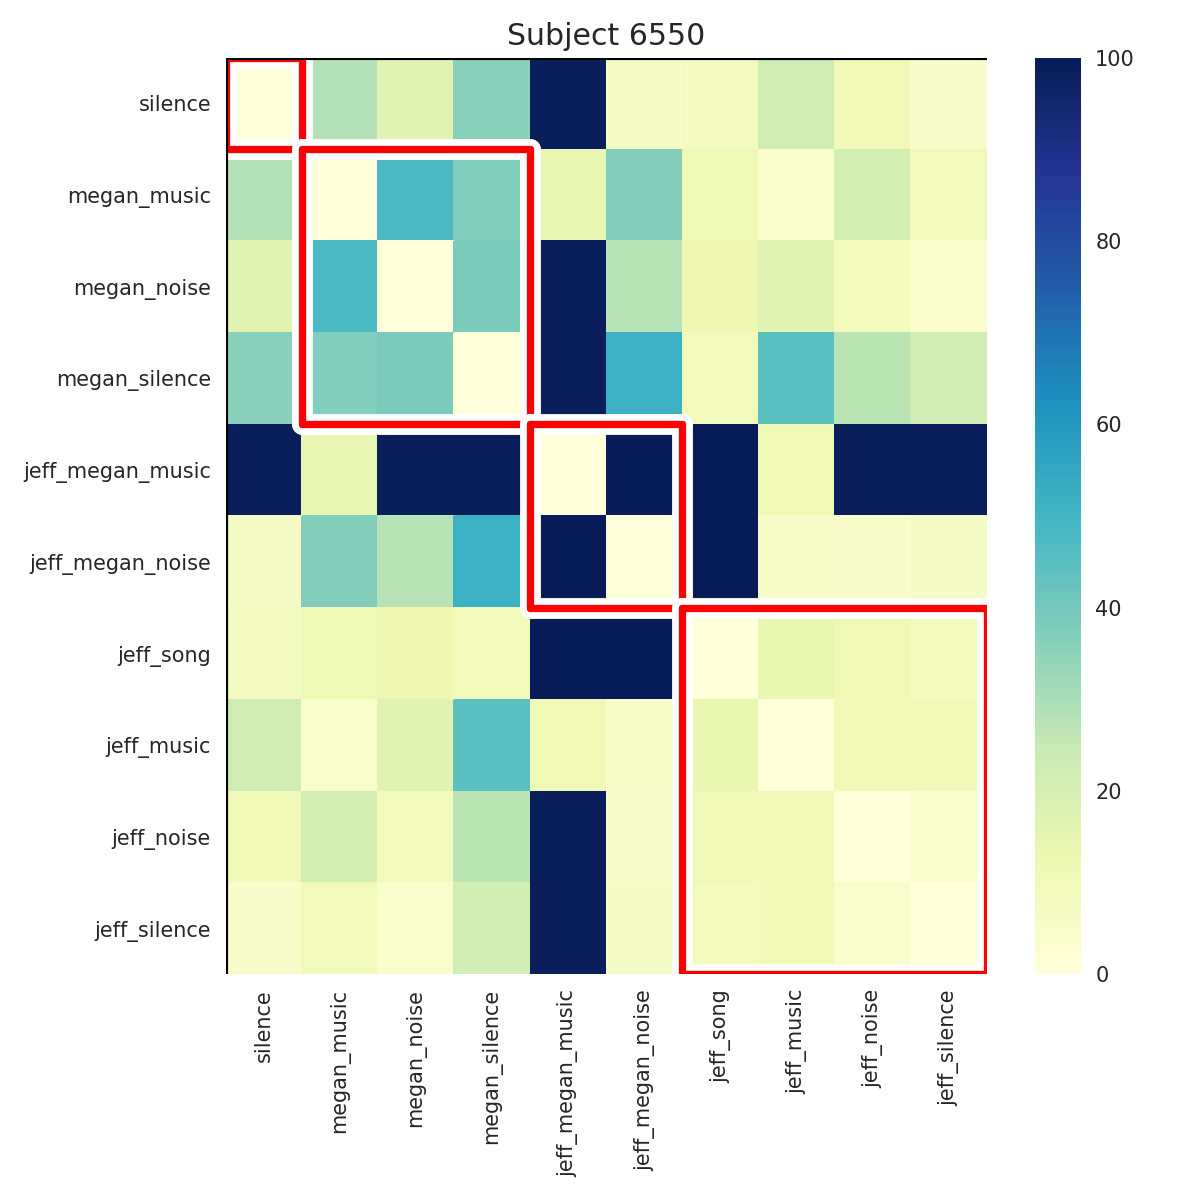 Subject 6550
silence
megan_music
megan_noise
megan_silence
jeff_megan_music
jeff_megan_noise
jeff_song
jeff_music
jeff_noise
jeff_silence
silence
megan_music
megan_noise
megan_silence
jeff_megan_music
jeff_megan_noise
jeff_song
jeff_music
jeff_noise
jeff_silence
100
80
60
40
20
0